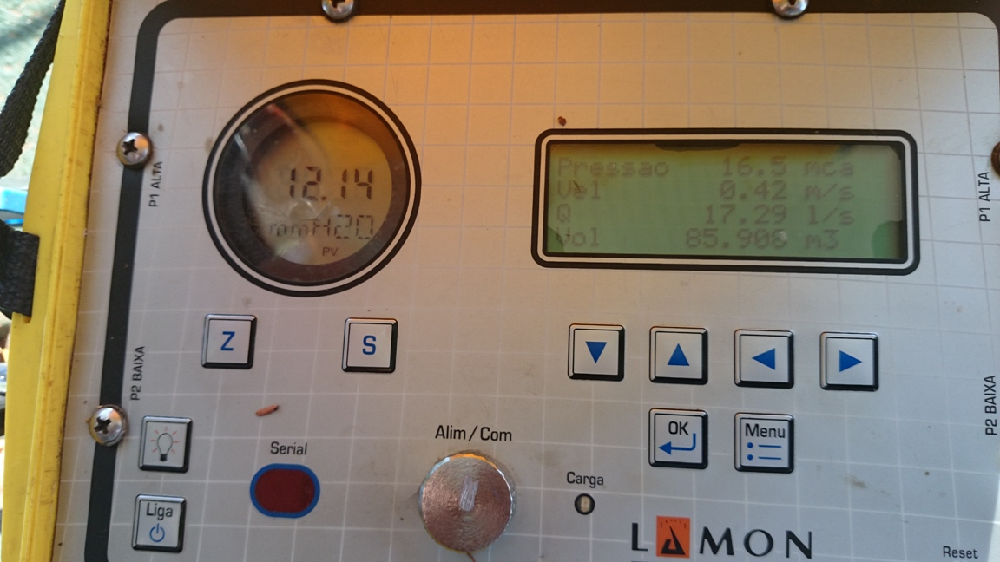 12.14
mmH2O
PV
Pressao 16.5 mca
Vel 0.42 m/s
Q 17.29 l/s
Vol 85.908 m3
P1 ALTA
P1 ALTA
Z
S
P2 BAIXA
P2 BAIXA
OK
Menu
Alim/Com
Serial
Carga
Liga
LAMON
Reset